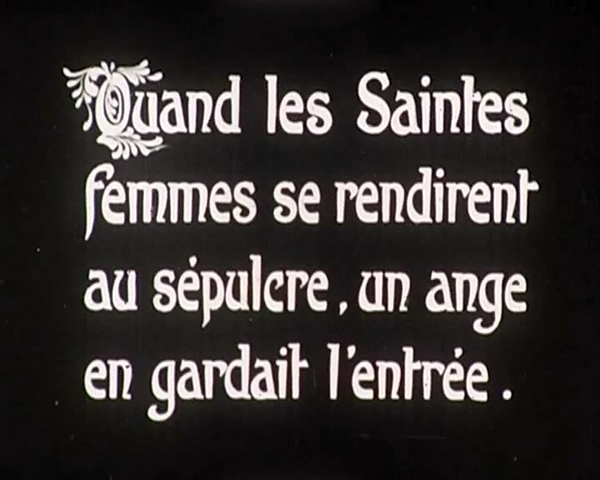 Quand les Saintes
femmes se rendirent
au sépulcre, un ange
en gardait l'entrée.